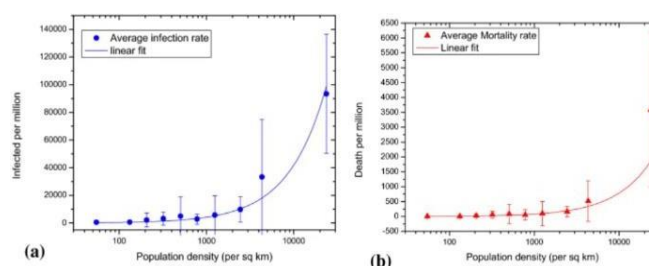 140000
120000
100000
80000
60000
40000
20000
0
Infected per million
Average infection rate
linear fit
100
1000
10000
Population density (per sq km)
(a)
6500
6000
5500
5000
4500
4000
3500
3000
2500
2000
1500
1000
500
0
-500
Death per million
Average Mortality rate
Linear fit
100
1000
10000
Population density (per sq km)
(b)